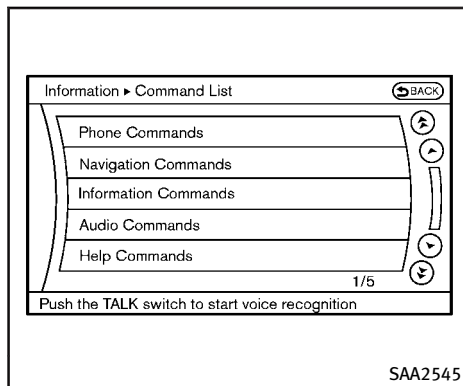 Information ▸ Command List
BACK
Phone Commands
Navigation Commands
Information Commands
Audio Commands
Help Commands
1/5
Push the TALK switch to start voice recognition
SAA2545